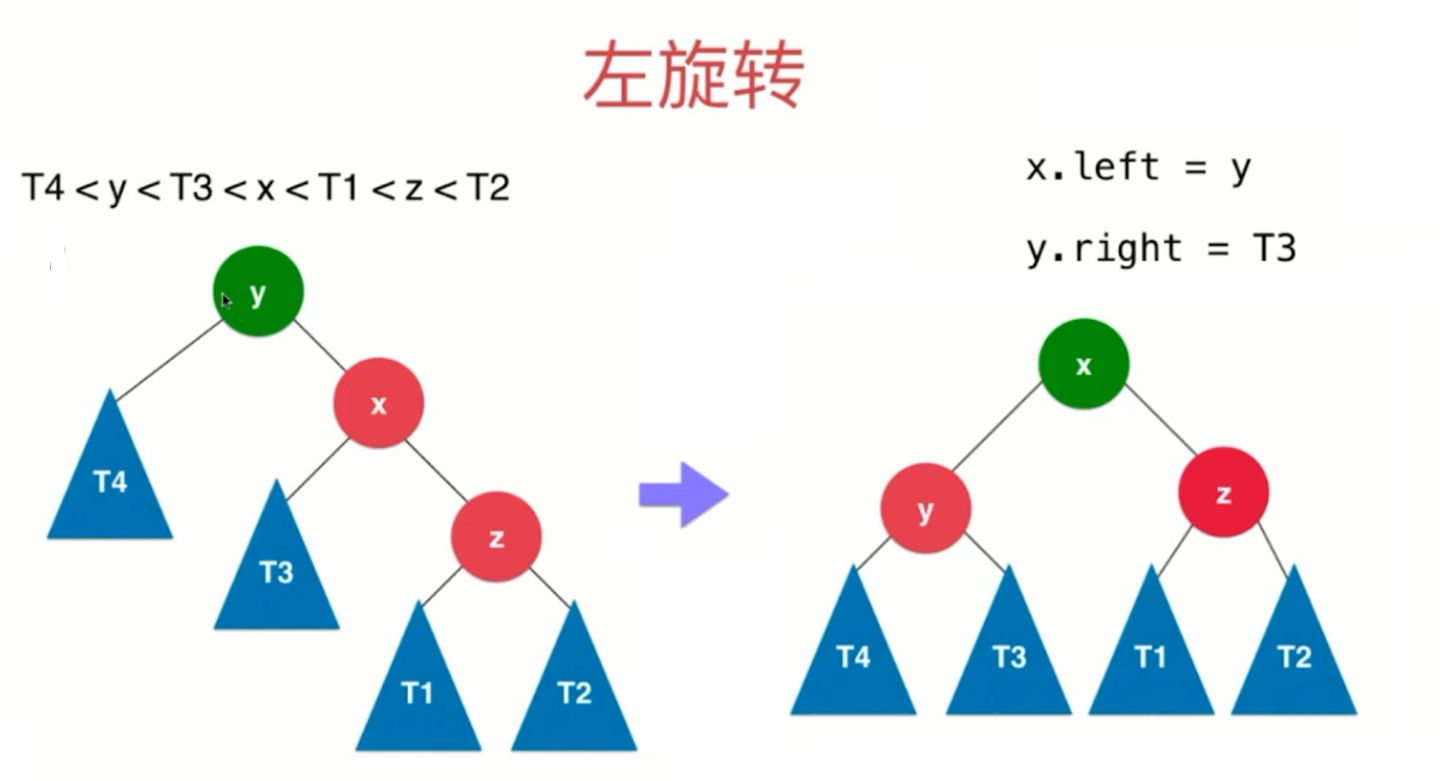 左旋转
T4 < y < T3 < x < T1 < z < T2
x.left = y
y.right = T3
y
x
T4
z
T3
T1
T2
x
y
z
T4
T3
T1
T2